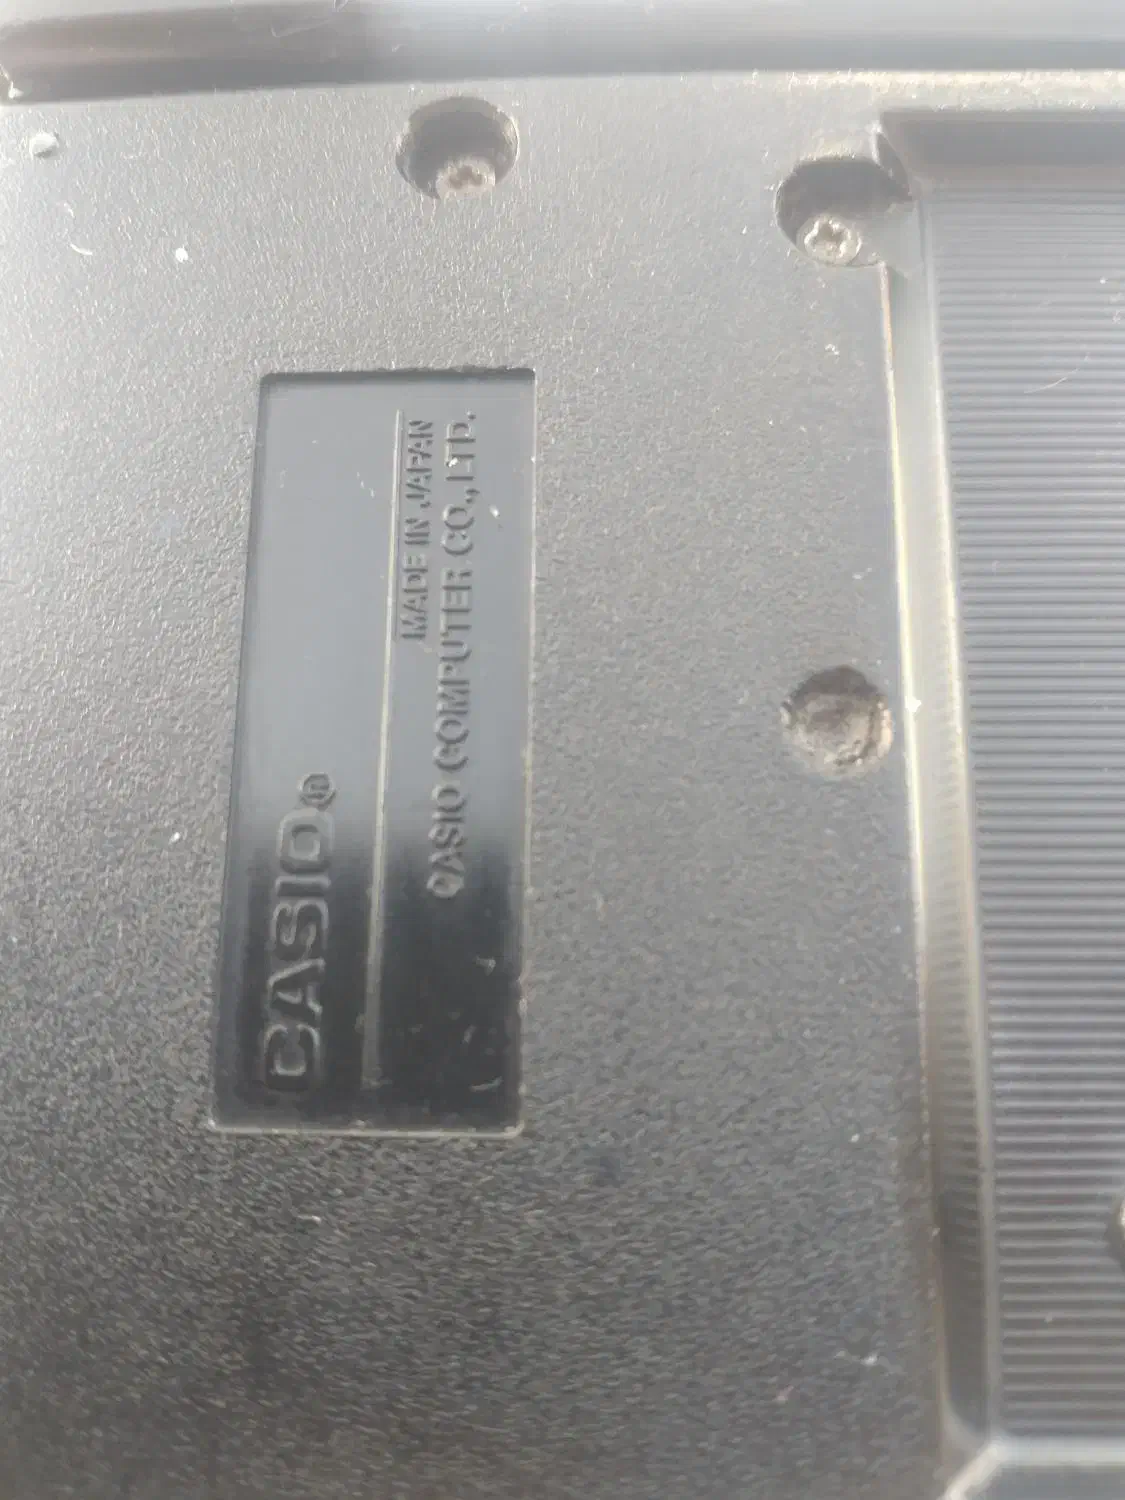 CASIO®
CASIO COMPUTER CO., LTD.
MADE IN JAPAN